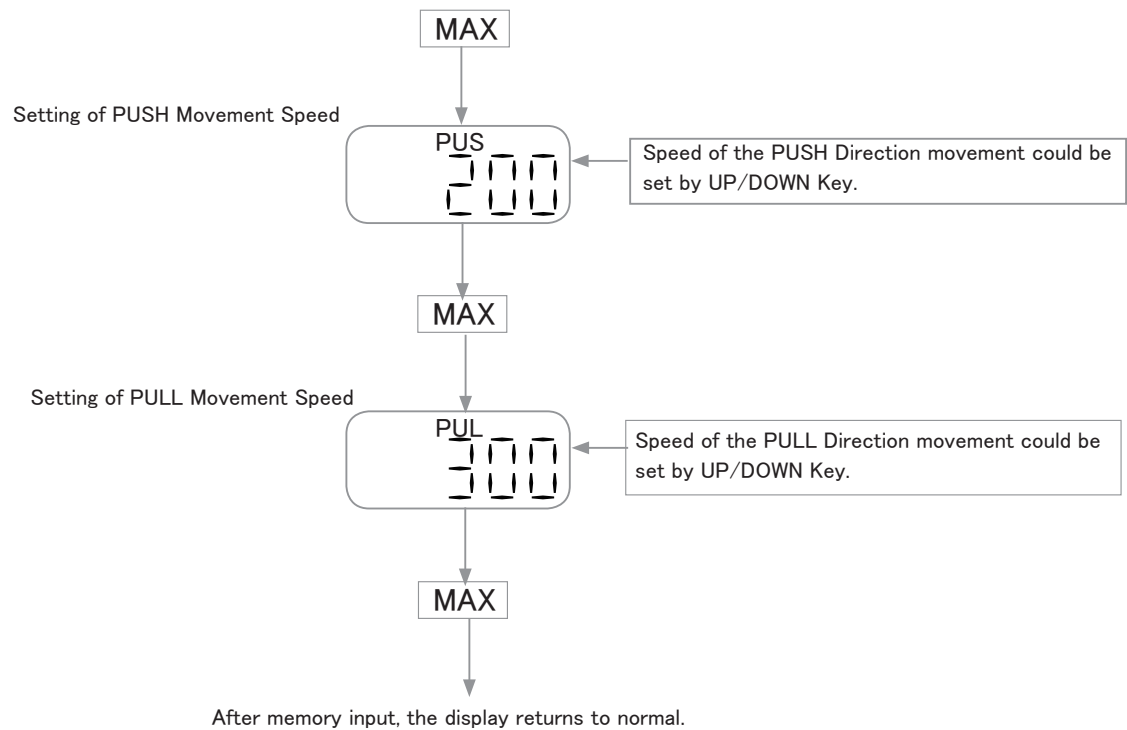 MAX
Setting of PUSH Movement Speed
PUS
200
Speed of the PUSH Direction movement could be
set by UP/DOWN Key.
MAX
Setting of PULL Movement Speed
PUL
300
Speed of the PULL Direction movement could be
set by UP/DOWN Key.
MAX
After memory input, the display returns to normal.